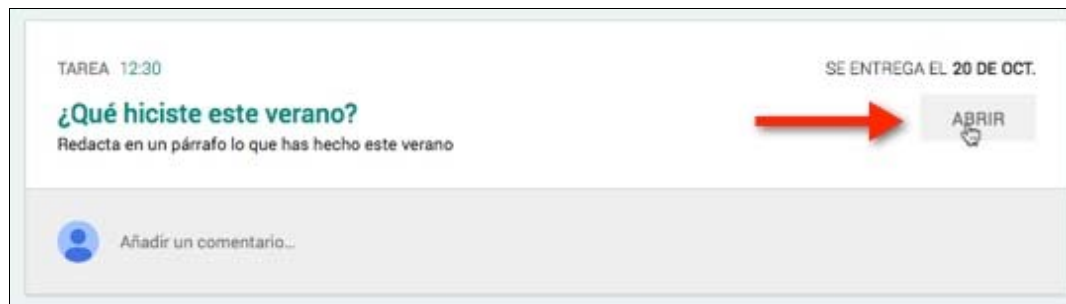 TAREA 12:30
SE ENTREGA EL 20 DE OCT.
¿Qué hiciste este verano?
ABRIR
Redacta en un párrafo lo que has hecho este verano
Añadir un comentario...